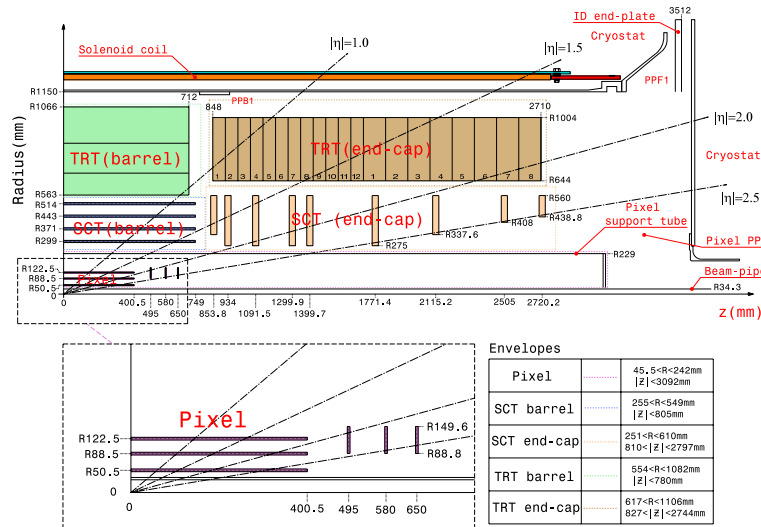 3512
ID end-plate
Cryostat
|η|=1.0
|η|=1.5
Solenoid coil
PPF1
R1150
PPB1
712
848
2710
R1066
R1004
TRT(barrel)
TRT(end-cap)
|η|=2.0
Radius(mm)
1 2 3 4 5 6 7 8 9 10 11 12 1 2 3 4 5 6 7 8
R644
Cryostat
R563
R560
R514
SCT(barrel)
SCT (end-cap)
R443
R438.8
|η|=2.5
R408
R371
R337.6
Pixel
support tube
R299
R275
R229
Pixel PP
R122.5
Pixel
R88.5
Beam-pipe
R50.5
R34.3
0
0
400.5 580 749 934 1299.9 1771.4 2115.2 2505 2720.2
z(mm)
495 650 853.8 1091.5 1399.7
Envelopes
Pixel
45.5<R<242mm
|Z|<3092mm
SCT barrel
255<R<549mm
|Z|<805mm
SCT end-cap
251<R<610mm
810<|Z|<2797mm
TRT barrel
554<R<1082mm
|Z|<780mm
TRT end-cap
617<R<1106mm
827<|Z|<2744mm
Pixel
R149.6
R122.5
R88.5
R88.8
R50.5
0
0
400.5 495 580 650